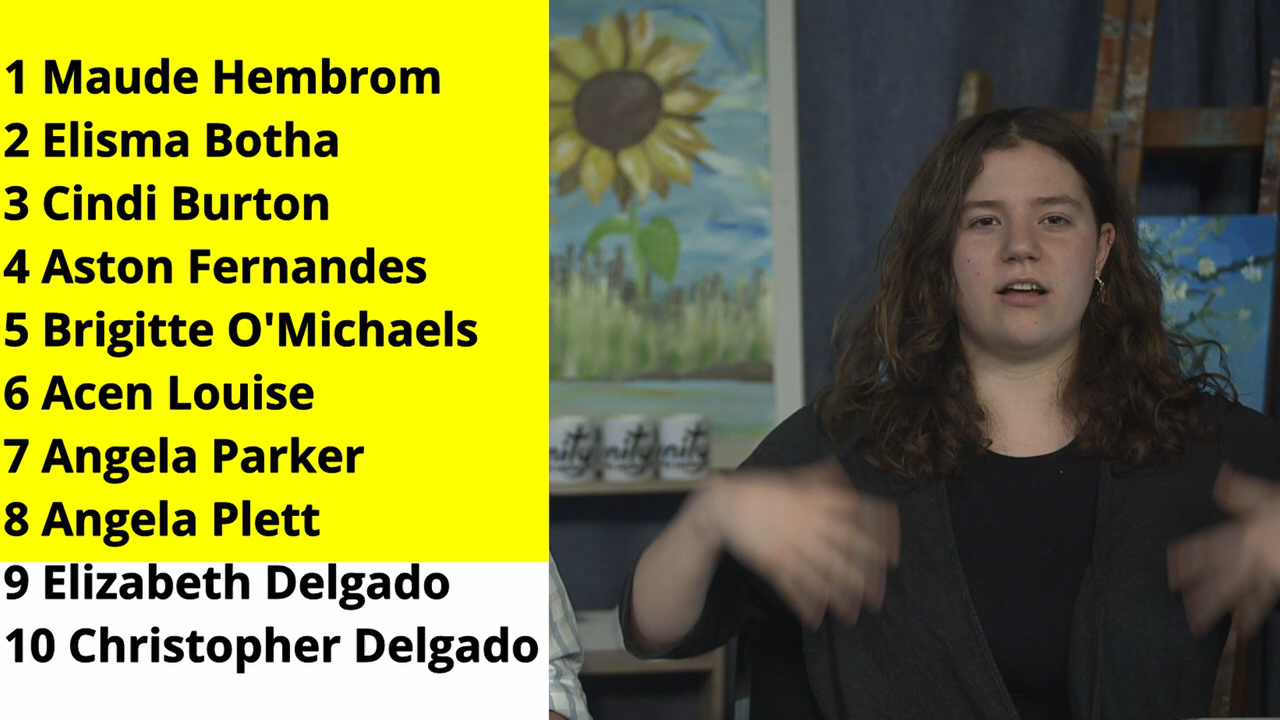 1 Maude Hembrom
2 Elisma Botha
3 Cindi Burton
4 Aston Fernandes
5 Brigitte O'Michaels
6 Acen Louise
7 Angela Parker
8 Angela Plett
9 Elizabeth Delgado
10 Christopher Delgado